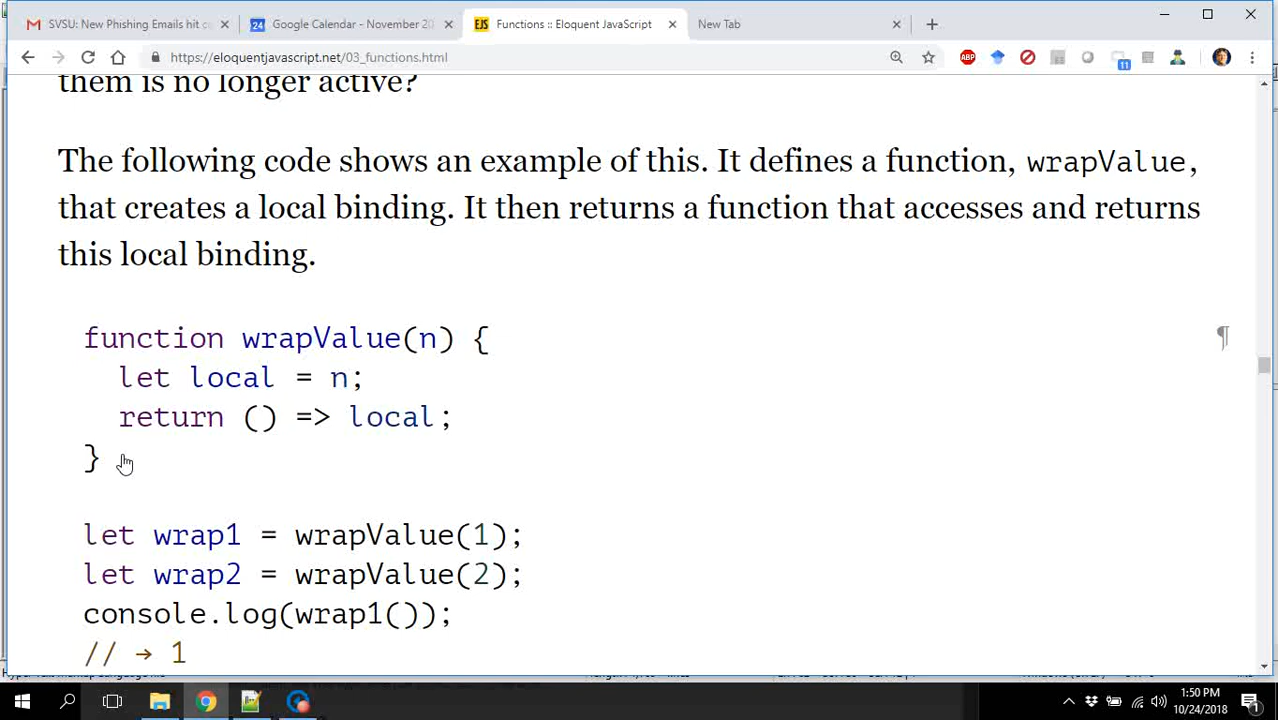 SVSU: New Phishing Emails hit c
Google Calendar - November 20
Functions :: Eloquent JavaScript
New Tab
https://eloquentjavascript.net/03_functions.html
ABP
11
them is no longer active?
The following code shows an example of this. It defines a function, wrapValue,
that creates a local binding. It then returns a function that accesses and returns
this local binding.
function wrapValue(n) {
let local = n;
return () => local;
}
¶
let wrap1 = wrapValue(1);
let wrap2 = wrapValue(2);
console.log(wrap1());
// → 1
1:50 PM
10/24/2018